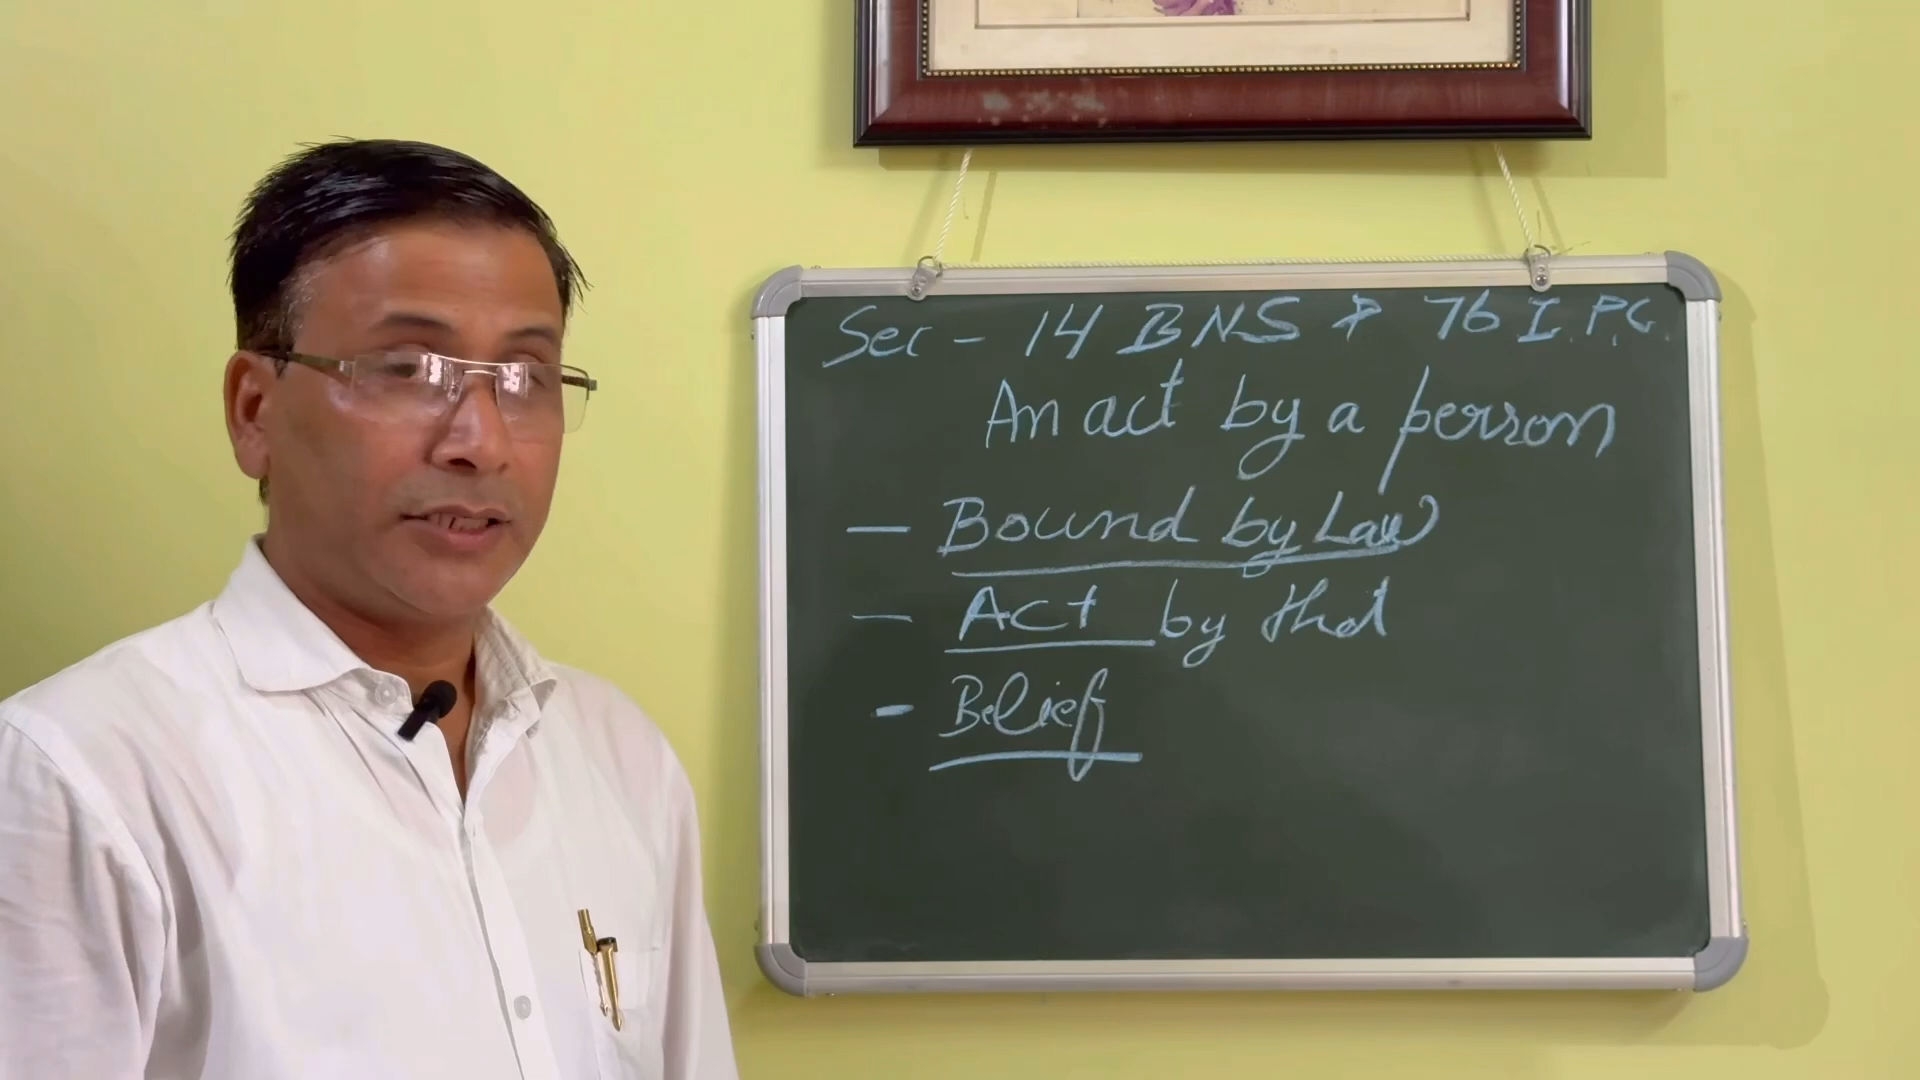 Sec - 14 BNS & 76 I.P.C.
An act by a person
- Bound by Law
- Act by that
- Belief